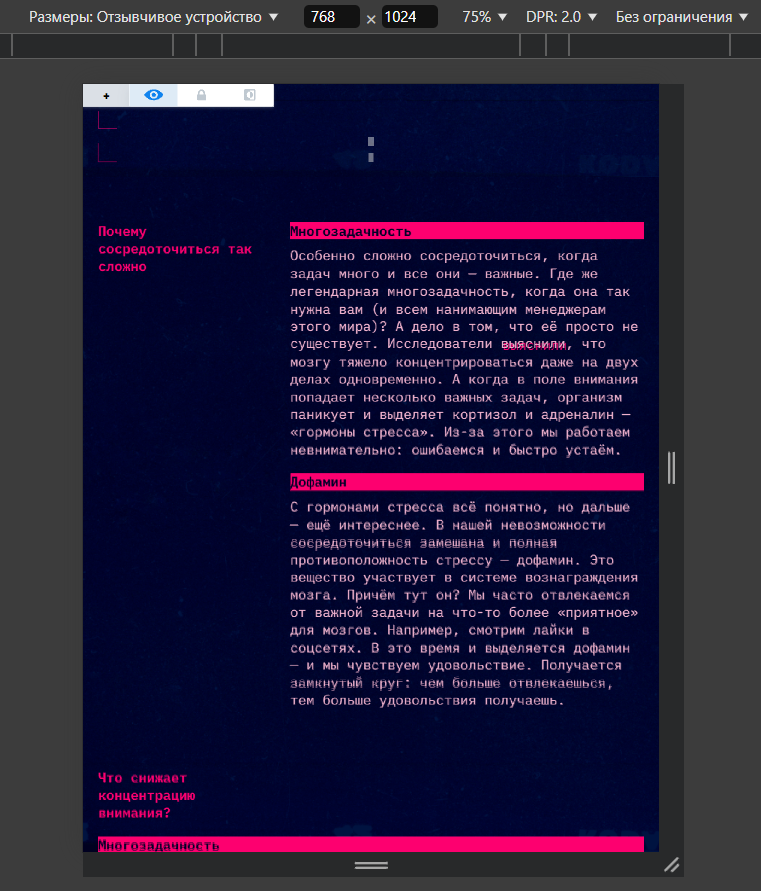 Размеры: Отзывчивое устройство 768 × 1024 75% DPR: 2.0 Без ограничения
+
Почему
сосредоточиться так
сложно
Многозадачность
Особенно сложно сосредоточиться, когда
задач много и все они — важные. Где же
легендарная многозадачность, когда она так
нужна вам (и всем нанимающим менеджерам
этого мира)? А дело в том, что её просто не
существует. Исследователи выяснили, что
мозгу тяжело концентрироваться даже на двух
делах одновременно. А когда в поле внимания
попадает несколько важных задач, организм
паникует и выделяет кортизол и адреналин —
«гормоны стресса». Из-за этого мы работаем
невнимательно: ошибаемся и быстро устаём.
Дофамин
С гормонами стресса всё понятно, но дальше
— ещё интереснее. В нашей невозможности
сосредоточиться замешана и полная
противоположность стрессу — дофамин. Это
вещество участвует в системе вознаграждения
мозга. Причём тут он? Мы часто отвлекаемся
от важной задачи на что-то более «приятное»
для мозгов. Например, смотрим лайки в
соцсетях. В это время и выделяется дофамин
— и мы чувствуем удовольствие. Получается
замкнутый круг: чем больше отвлекаешься,
тем больше удовольствия получаешь.
Что снижает
концентрацию
внимания?
Многозадачность